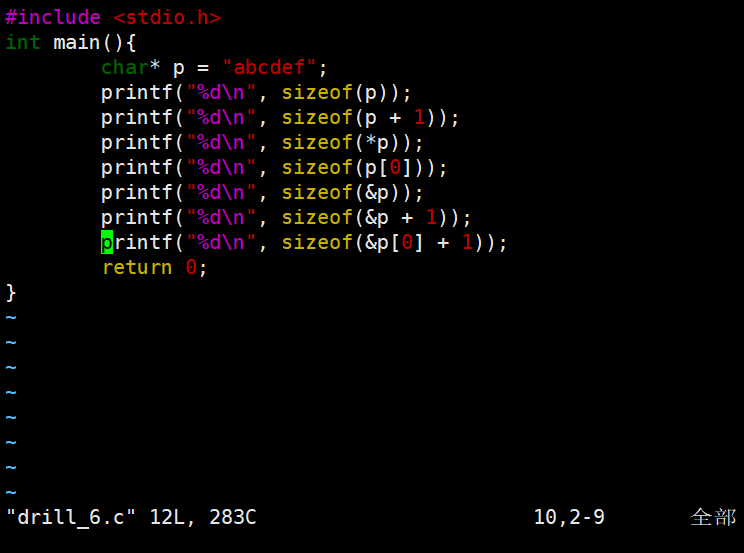 #include <stdio.h>
int main(){
        char* p = "abcdef";
        printf("%d\n", sizeof(p));
        printf("%d\n", sizeof(p + 1));
        printf("%d\n", sizeof(*p));
        printf("%d\n", sizeof(p[0]));
        printf("%d\n", sizeof(&p));
        printf("%d\n", sizeof(&p + 1));
        printf("%d\n", sizeof(&p[0] + 1));
        return 0;
}
~
~
~
~
~
~
~
~
"drill_6.c" 12L, 283C 10,2-9 全部